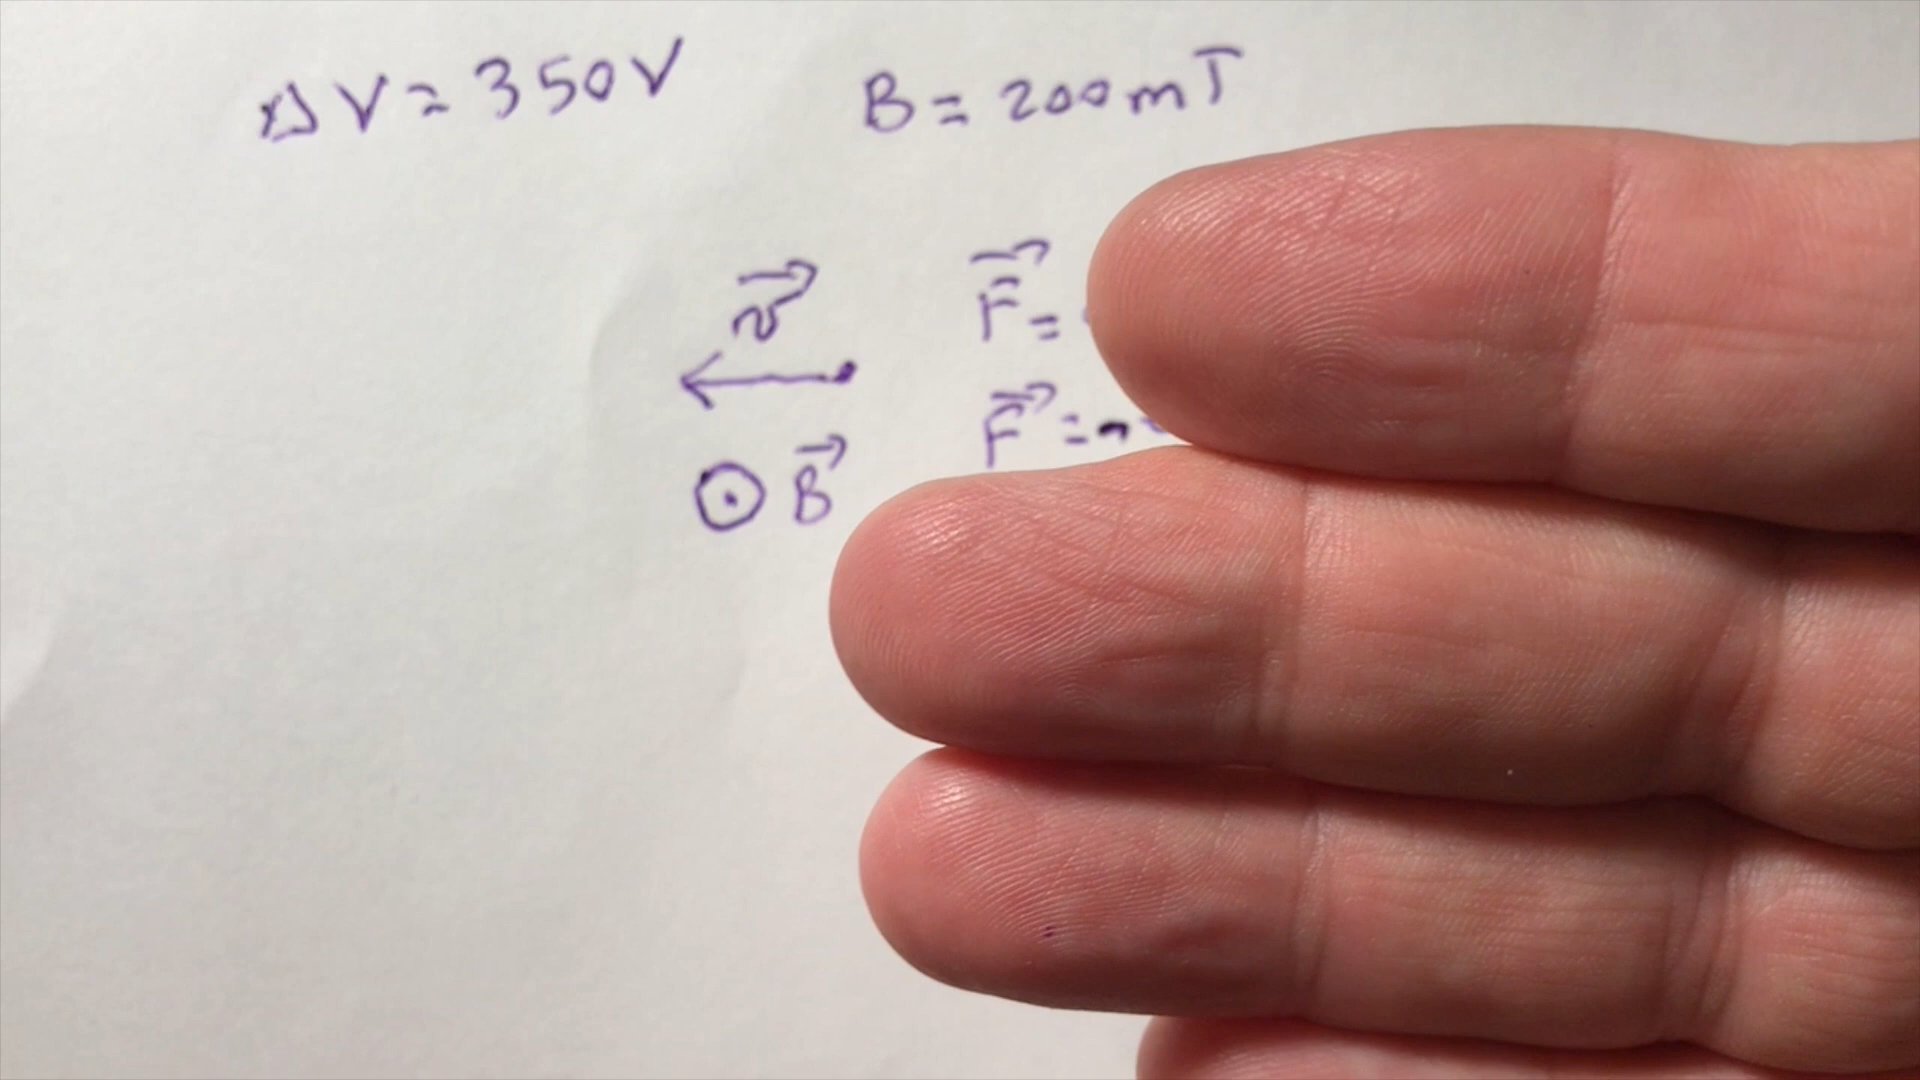 ΔV = 350V B = 200mT
v⃗ F⃗ =
F⃗ =
⊙ B⃗